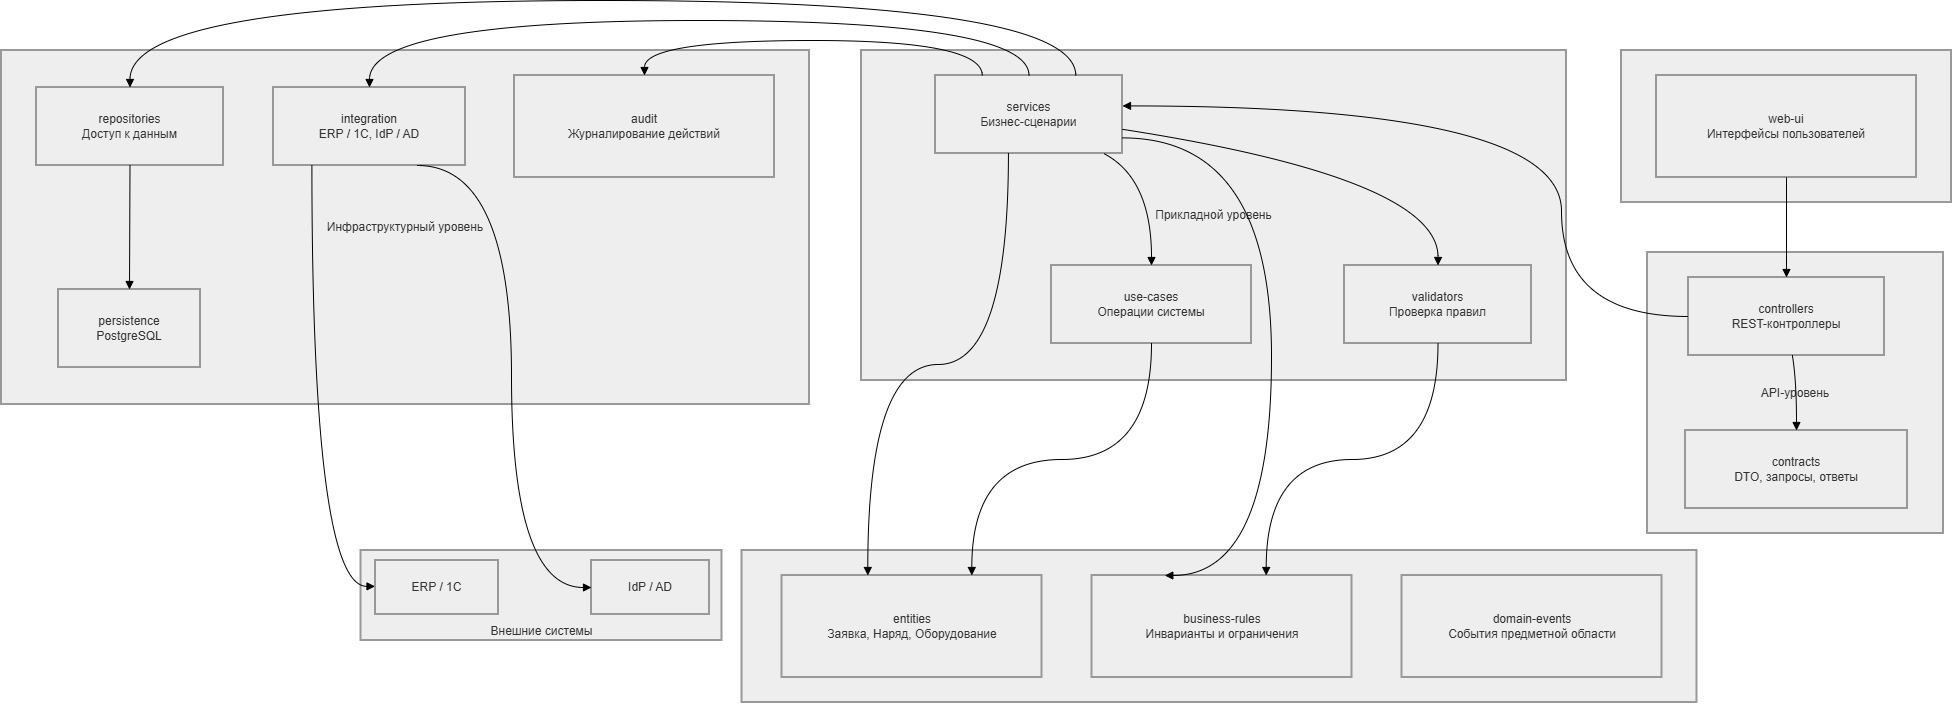 repositories
Доступ к данным
integration
ERP / 1C, IdP / AD
audit
Журналирование действий
Инфраструктурный уровень
persistence
PostgreSQL
services
Бизнес-сценарии
Прикладной уровень
use-cases
Операции системы
validators
Проверка правил
web-ui
Интерфейсы пользователей
controllers
REST-контроллеры
API-уровень
contracts
DTO, запросы, ответы
ERP / 1C
IdP / AD
Внешние системы
entities
Заявка, Наряд, Оборудование
business-rules
Инварианты и ограничения
domain-events
События предметной области